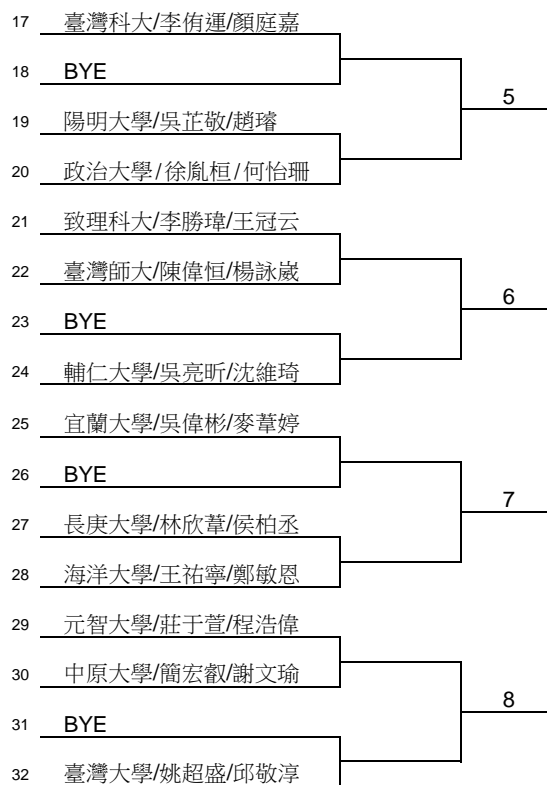 17 臺灣科大/李侑運/顏庭嘉
18 BYE
5
19 陽明大學/吳芷敬/趙璿
20 政治大學/徐胤桓/何怡珊
21 致理科大/李勝瑋/王冠云
22 臺灣師大/陳偉恒/楊詠崴
6
23 BYE
24 輔仁大學/吳亮昕/沈維琦
25 宜蘭大學/吳偉彬/麥葦婷
26 BYE
7
27 長庚大學/林欣葦/侯柏丞
28 海洋大學/王祐寧/鄭敏恩
29 元智大學/莊于萱/程浩偉
30 中原大學/簡宏叡/謝文瑜
8
31 BYE
32 臺灣大學/姚超盛/邱敬淳